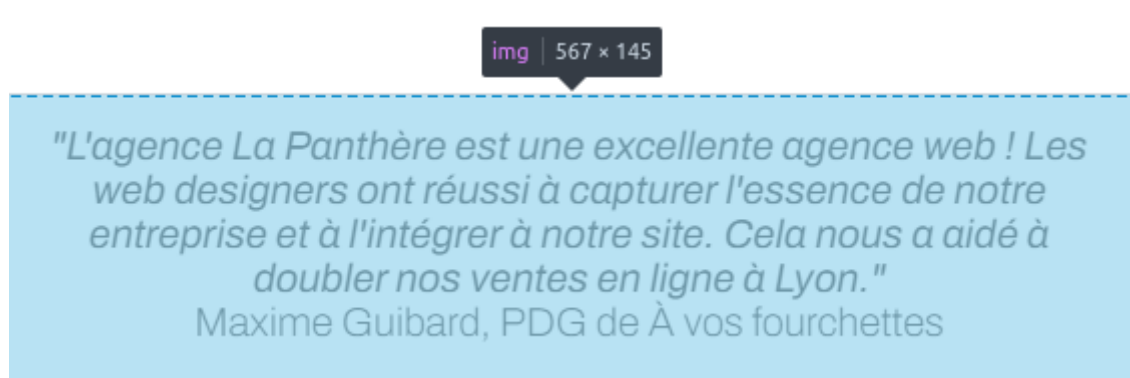 img 567 × 145
"L'agence La Panthère est une excellente agence web ! Les
web designers ont réussi à capturer l'essence de notre
entreprise et à l'intégrer à notre site. Cela nous a aidé à
doubler nos ventes en ligne à Lyon."
Maxime Guibard, PDG de À vos fourchettes